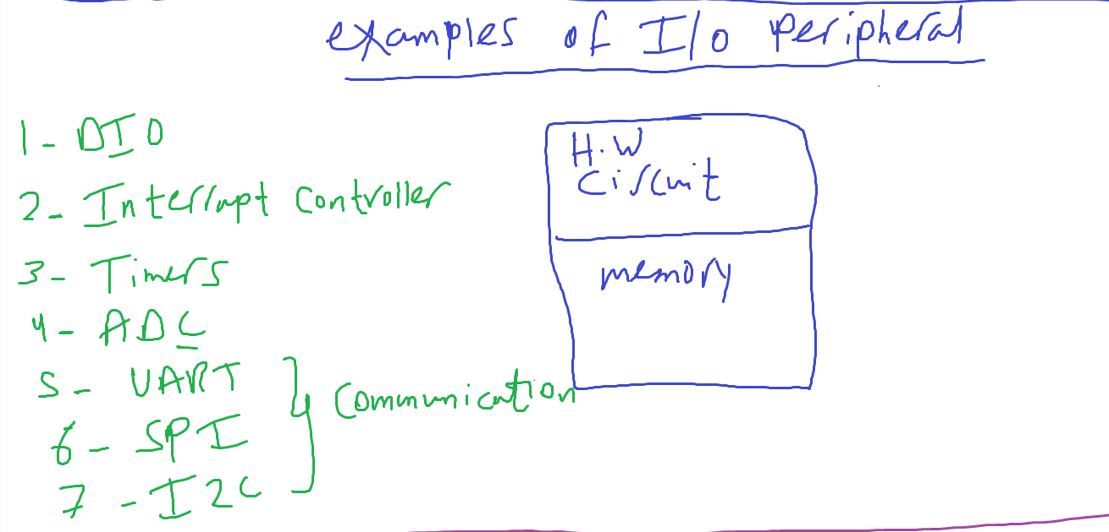 examples of I/O peripheral
1- DIO
2- Interrupt Controller
3- Timers
4- ADC
5- UART
6- SPI
7- I2C
Communication
H.W
Circuit
memory